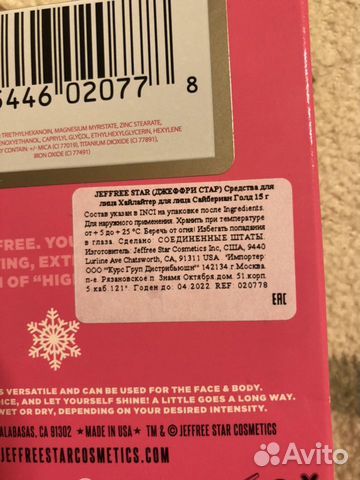 5446 02077 8
TRIETHYLHEXANOIN, MAGNESIUM MYRISTATE, ZINC STEARATE,
ENOXYETHANOL, CAPRYLYL GLYCOL, ETHYLHEXYLGLYCERIN, HEXYLENE
Y CONTAIN: +/- MICA (CI 77019), TITANIUM DIOXIDE (CI 77891),
IRON OXIDE (CI 77491)
JEFFREE STAR (ДЖЕФФРИ СТАР) Средства для
лица Хайлайтер для лица Сайбериан Голд 15 г
Состав указан в INCI на упаковке после Ingredients.
Для наружного применения. Хранить при температуре
от + 5 до + 25 °С. Беречь от огня! Избегать попадания
в глаза. Сделано СОЕДИНЕННЫЕ ШТАТЫ.
Изготовитель: Jeffree Star Cosmetics Inc, США, 9440
Lurline Ave Chatsworth, CA, 91311 USA. "Импортер
ООО "Курс Груп Дистрибьюшн" 142134 г Москва
п- е Рязановское п Знамя Октября дом. 51 корп.
5 каб.121" Годен до: 04.2022 REF: 020778
EAC
FREE. YOU
ING, EXT
N OF "HIG
S VERSATILE AND CAN BE USED FOR THE FACE & BODY.
OICE, AND LET YOURSELF SHINE! A LITTLE GOES A LONG WAY.
WET OR DRY, DEPENDING ON YOUR DESIRED INTENSITY.
ALABASAS, CA 81302 ★ MADE IN USA ★ TM & © JEFFREE STAR COSMETICS
JEFFREESTARCOSMETICS.COM
Avito